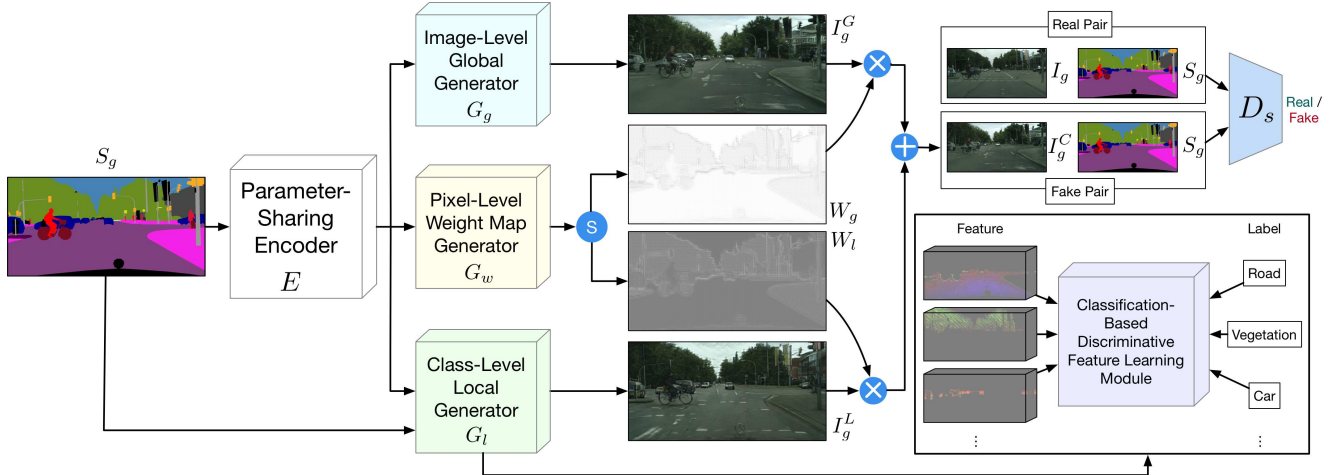 S_g
Parameter-
Sharing
Encoder
E
Image-Level
Global
Generator
G_g
Pixel-Level
Weight Map
Generator
G_w
Class-Level
Local
Generator
G_l
S
I_g^G
W_g
W_l
I_g^L
Real Pair
I_g
S_g
I_g^C
S_g
Fake Pair
D_s
Real /
Fake
Feature
Label
Classification-
Based
Discriminative
Feature Learning
Module
Road
Vegetation
Car
⋮
⋮